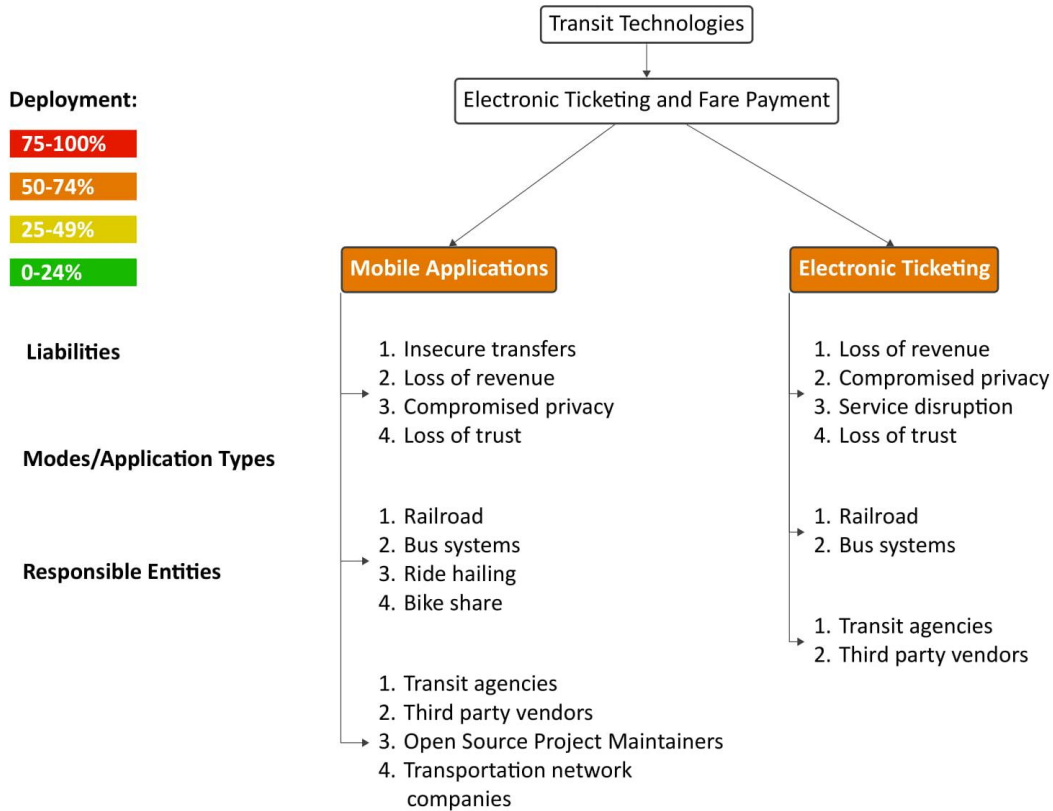 Transit Technologies
Electronic Ticketing and Fare Payment
Deployment:
75-100%
50-74%
25-49%
0-24%
Mobile Applications
Electronic Ticketing
Liabilities
Modes/Application Types
Responsible Entities
1. Insecure transfers
2. Loss of revenue
3. Compromised privacy
4. Loss of trust
1. Railroad
2. Bus systems
3. Ride hailing
4. Bike share
1. Transit agencies
2. Third party vendors
3. Open Source Project Maintainers
4. Transportation network
companies
1. Loss of revenue
2. Compromised privacy
3. Service disruption
4. Loss of trust
1. Railroad
2. Bus systems
1. Transit agencies
2. Third party vendors